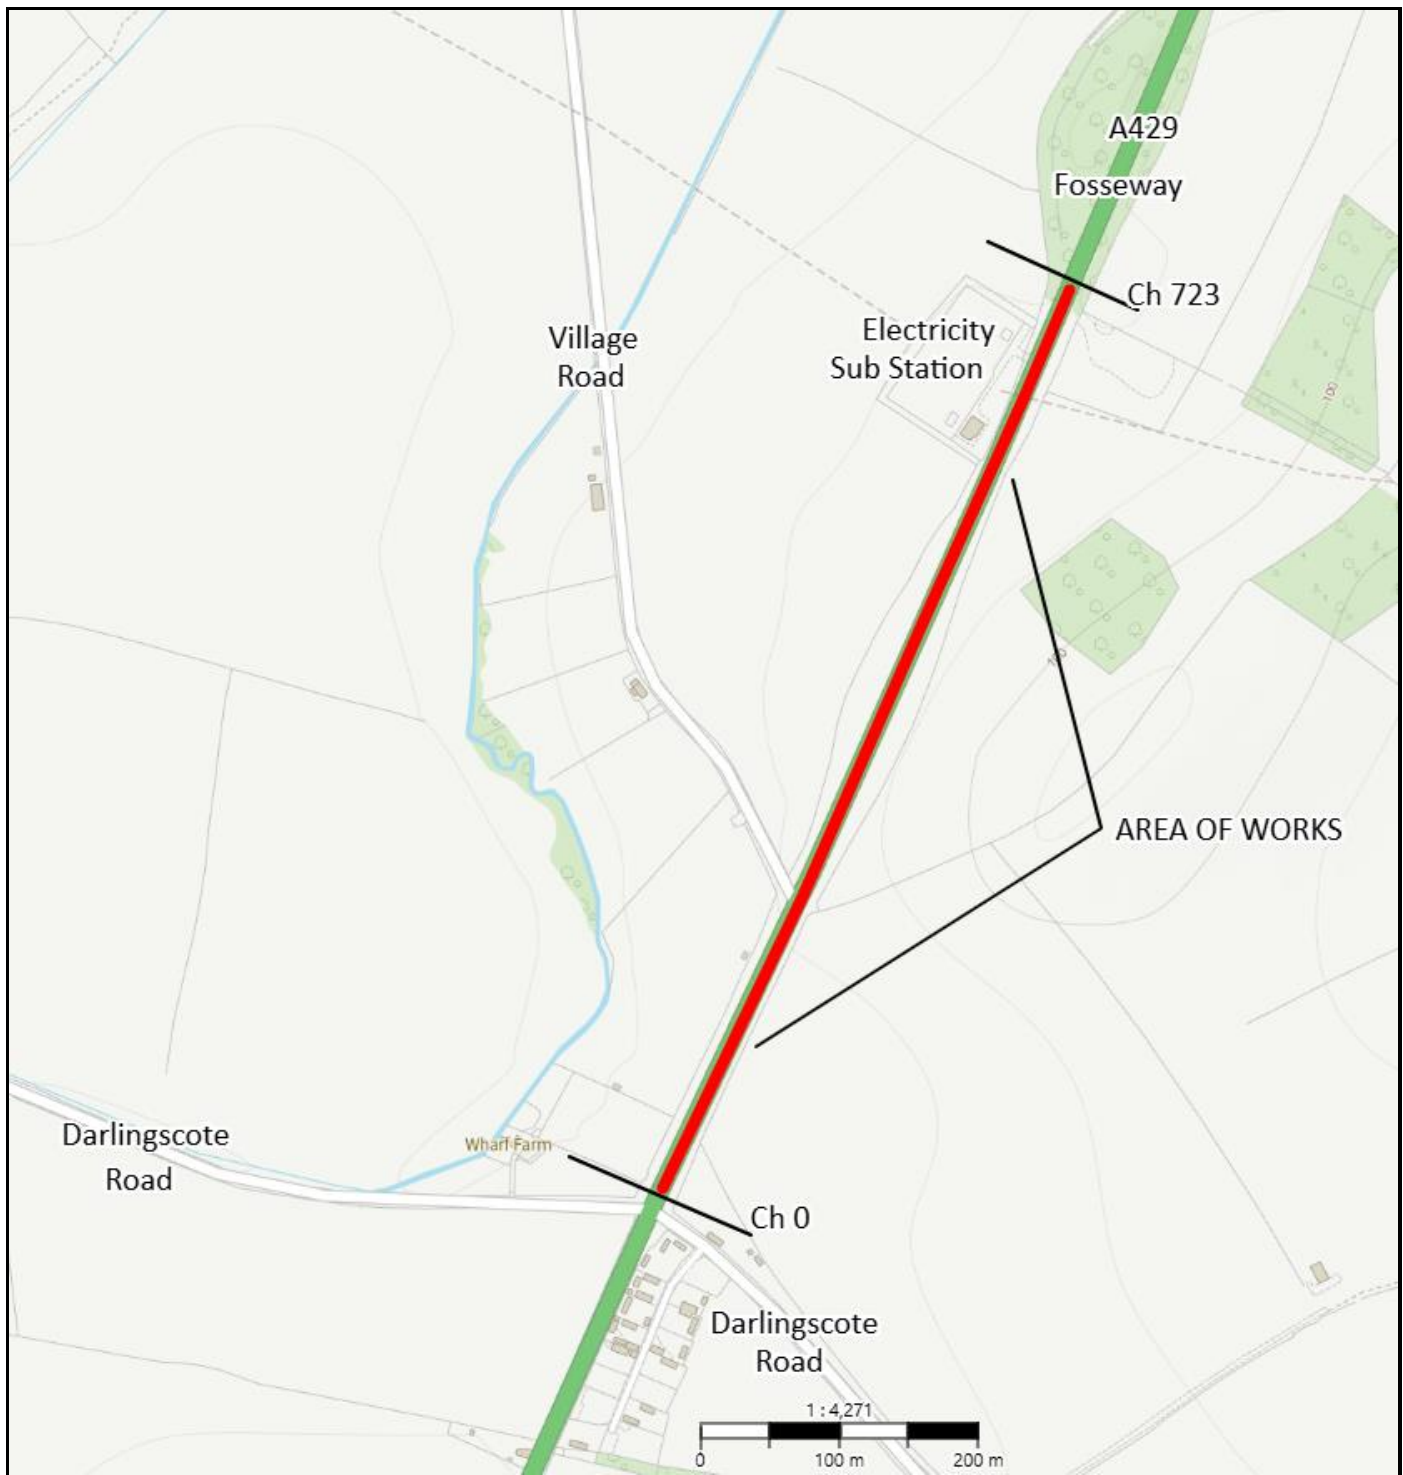 A429
Fosseway
Ch 723
Electricity
Sub Station
Village
Road
100
AREA OF WORKS
Darlingscote
Road
Wharf Farm
Ch 0
Darlingscote
Road
1 : 4,271
0
100 m
200 m